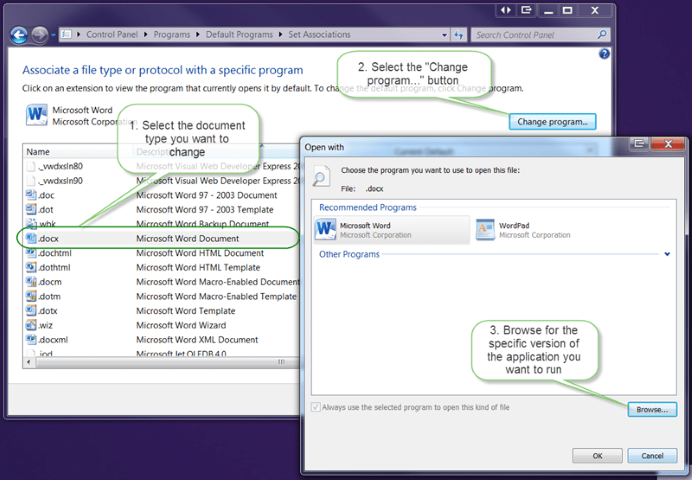 Control Panel Programs Default Programs Set Associations
Search Control Panel
Associate a file type or protocol with a specific program
Click on an extension to view the program that currently opens it by default. To change the default program, click Change program.
Microsoft Word
Microsoft Corporation
Change program...
2. Select the "Change
program..." button
1. Select the document
type you want to
change
Name Descript
Current Default
._vwdxsln80 Microsoft Visual Web Developer Express 20
._vwdxsln90 Microsoft Visual Web Developer Express 20
.doc Microsoft Word 97 - 2003 Document
.dot Microsoft Word 97 - 2003 Template
.wbk Microsoft Word Backup Document
.docx Microsoft Word Document
.dochtml Microsoft Word HTML Document
.dothtml Microsoft Word HTML Template
.docm Microsoft Word Macro-Enabled Document
.dotm Microsoft Word Macro-Enabled Template
.dotx Microsoft Word Template
.wiz Microsoft Word Wizard
.docxml Microsoft Word XML Document
.iqd Microsoft Jet OLEDB 4.0
Open with
Choose the program you want to use to open this file:
File: .docx
Recommended Programs
Microsoft Word
Microsoft Corporation
WordPad
Microsoft Corporation
Other Programs
3. Browse for the
specific version of
the application you
want to run
Always use the selected program to open this kind of file
Browse...
OK Cancel